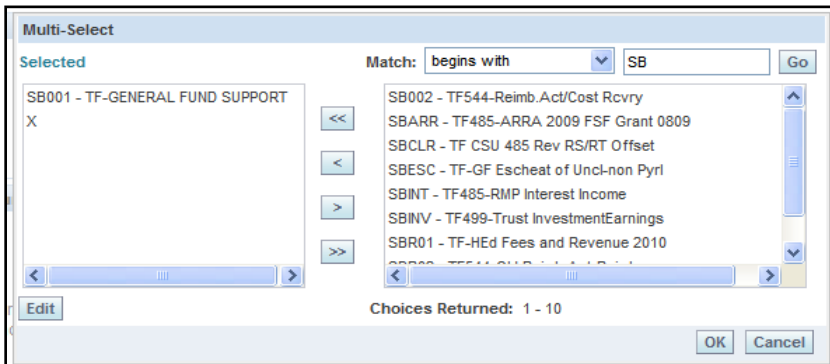 Multi-Select
Selected
Match: begins with SB Go
SB001 - TF-GENERAL FUND SUPPORT
X
<<
<
>
>>
SB002 - TF544-Reimb.Act/Cost Rcvry
SBARR - TF485-ARRA 2009 FSF Grant 0809
SBCLR - TF CSU 485 Rev RS/RT Offset
SBESC - TF-GF Escheat of Uncl-non Pyrl
SBINT - TF485-RMP Interest Income
SBINV - TF499-Trust InvestmentEarnings
SBR01 - TF-HEd Fees and Revenue 2010
Edit
Choices Returned: 1 - 10
OK Cancel